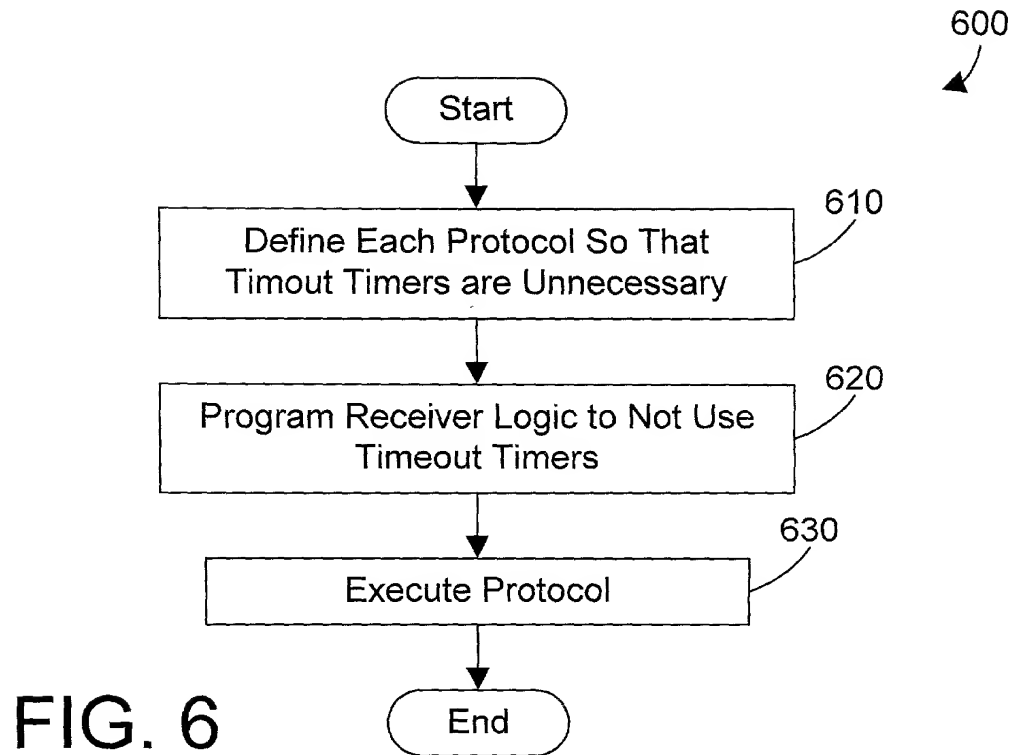 600
Start
610
Define Each Protocol So That
Timout Timers are Unnecessary
620
Program Receiver Logic to Not Use
Timeout Timers
630
Execute Protocol
End
FIG. 6